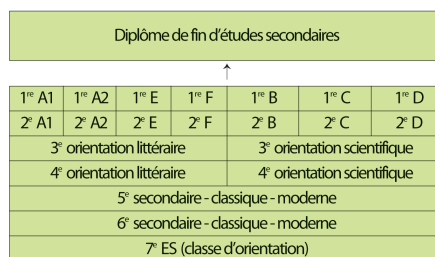 Diplôme de fin d'études secondaires
↑
1re A1 1re A2 1re E 1re F 1re B 1re C 1re D
2e A1 2e A2 2e E 2e F 2e B 2e C 2e D
3e orientation littéraire 3e orientation scientifique
4e orientation littéraire 4e orientation scientifique
5e secondaire - classique - moderne
6e secondaire - classique - moderne
7e ES (classe d'orientation)